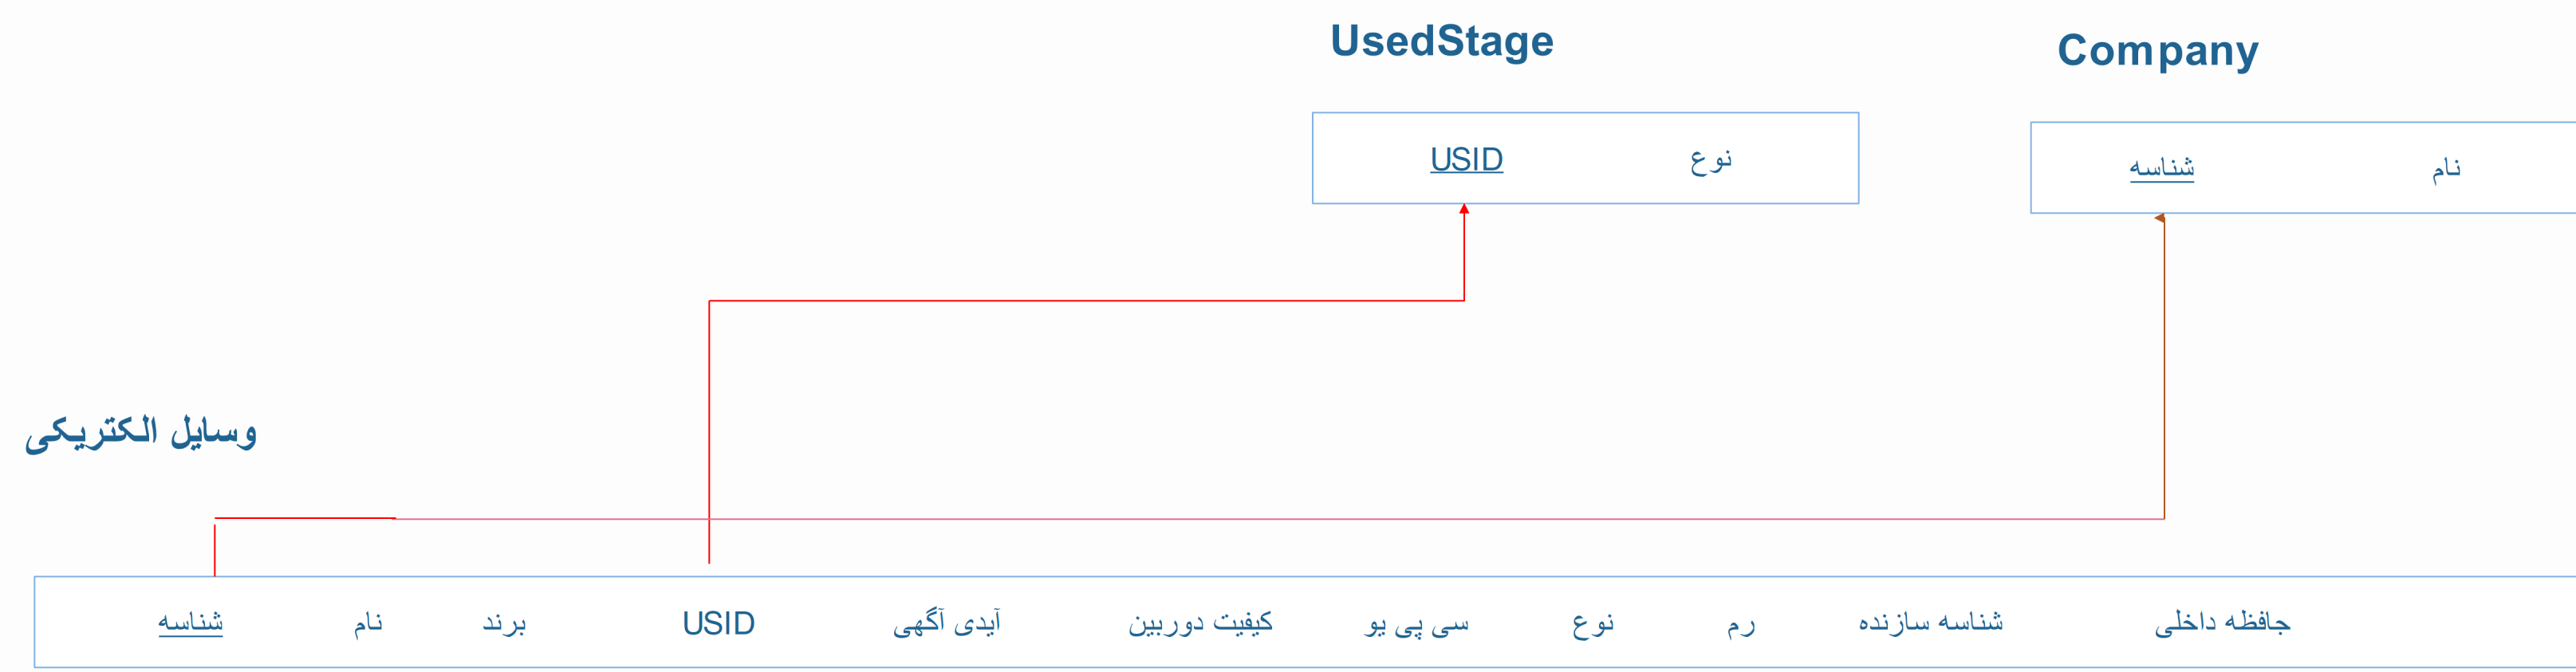 UsedStage
Company
USID نوع
شناسه نام
وسایل الکتریکی
شناسه نام برند USID آیدی آگهی کیفیت دوربین سی پی یو نوع رم شناسه سازنده جافظه داخلی